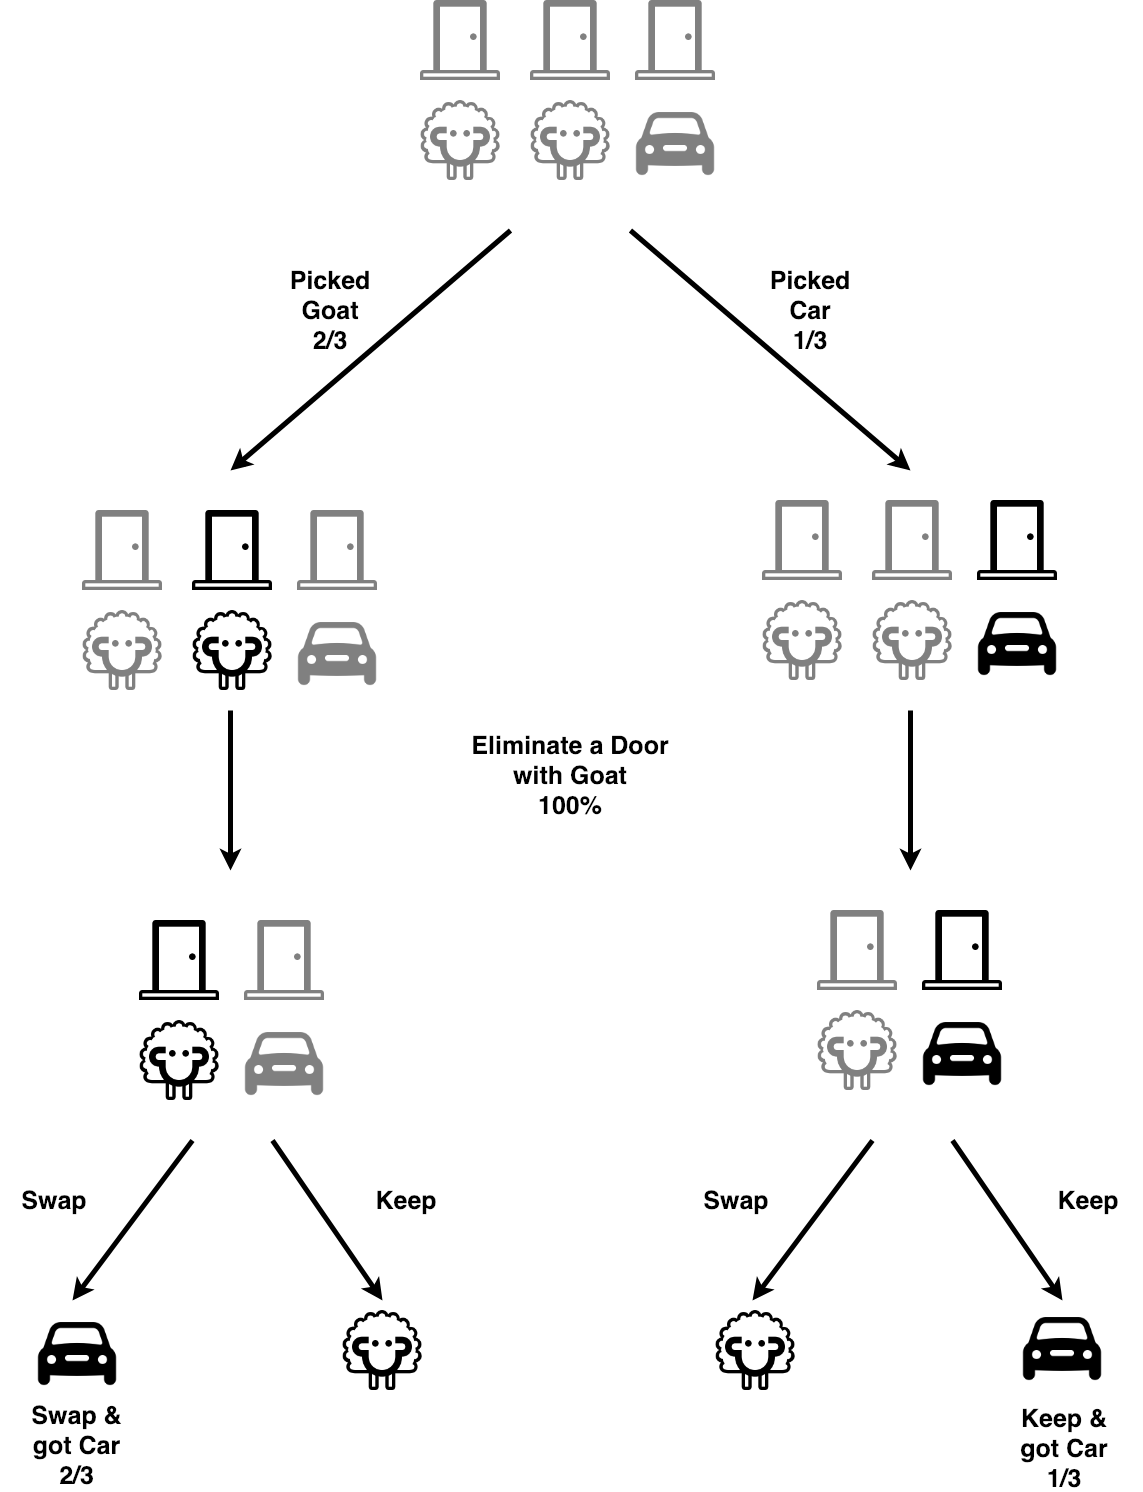 Picked
Goat
2/3
Picked
Car
1/3
Eliminate a Door
with Goat
100%
Swap
Keep
Swap
Keep
Swap &
got Car
2/3
Keep &
got Car
1/3